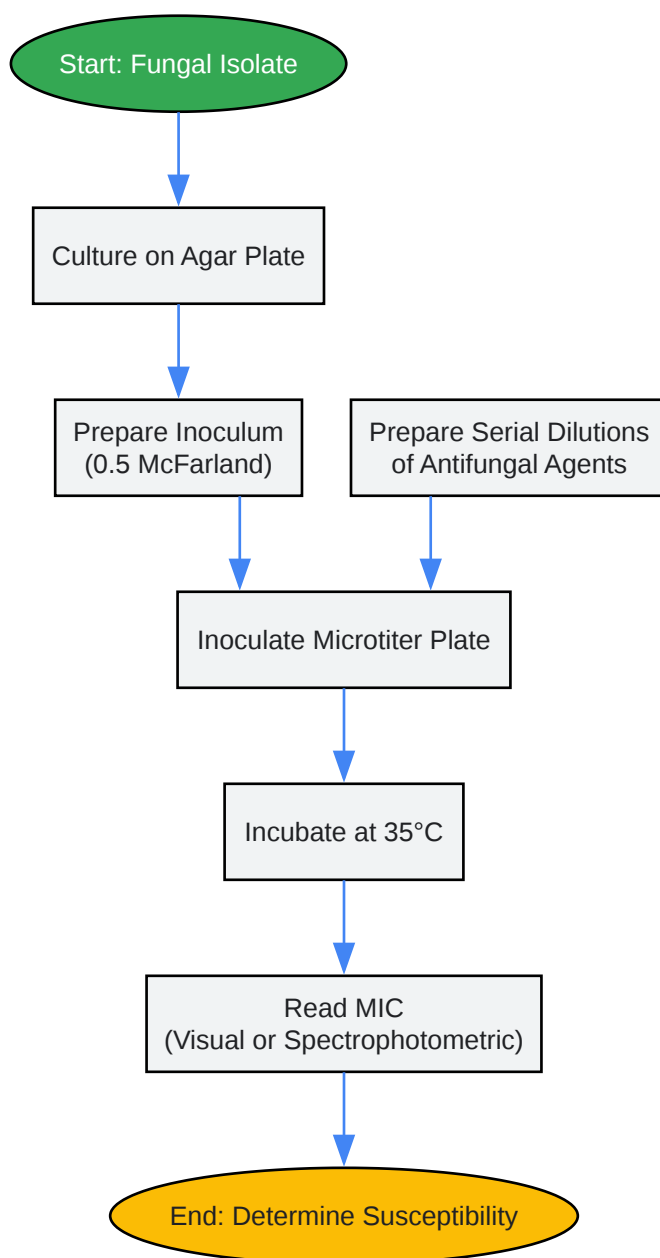 Start: Fungal Isolate
Culture on Agar Plate
Prepare Inoculum
(0.5 McFarland)
Prepare Serial Dilutions
of Antifungal Agents
Inoculate Microtiter Plate
Incubate at 35°C
Read MIC
(Visual or Spectrophotometric)
End: Determine Susceptibility